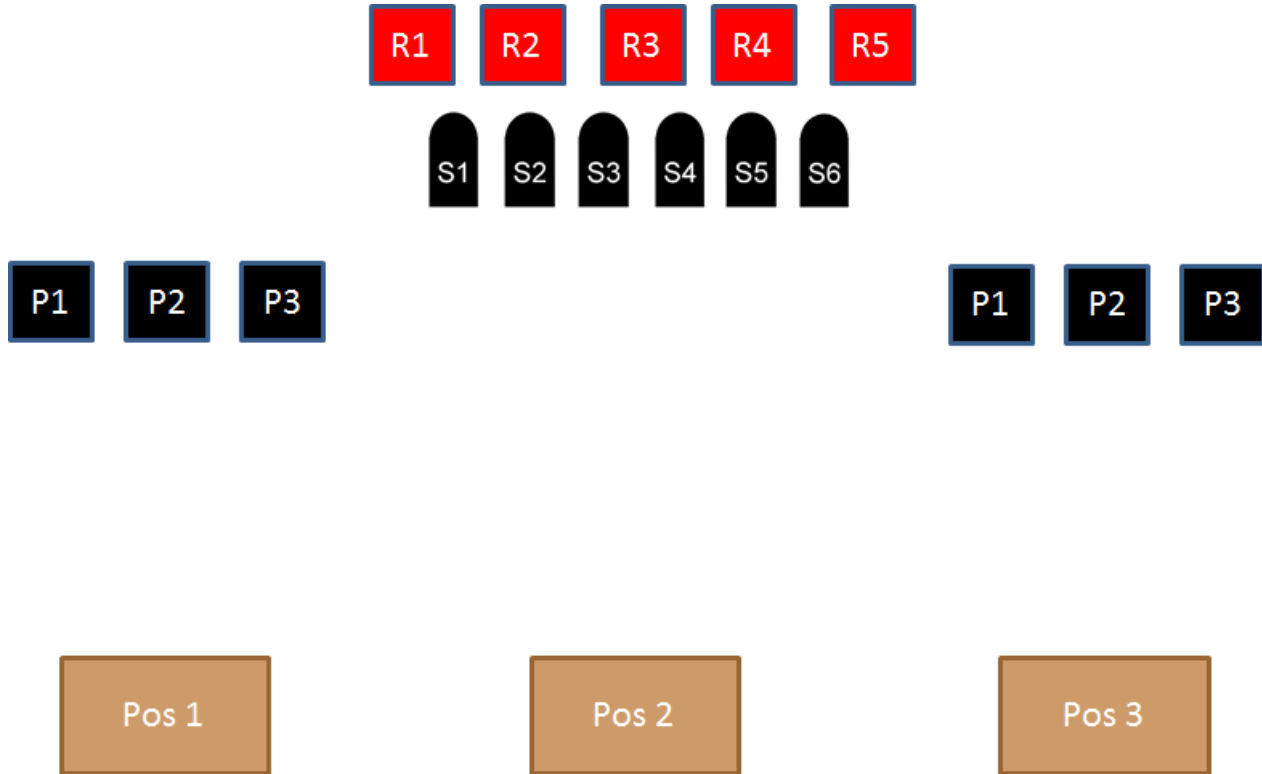 R1 R2 R3 R4 R5
S1 S2 S3 S4 S5 S6
P1 P2 P3 P1 P2 P3
Pos 1 Pos 2 Pos 3